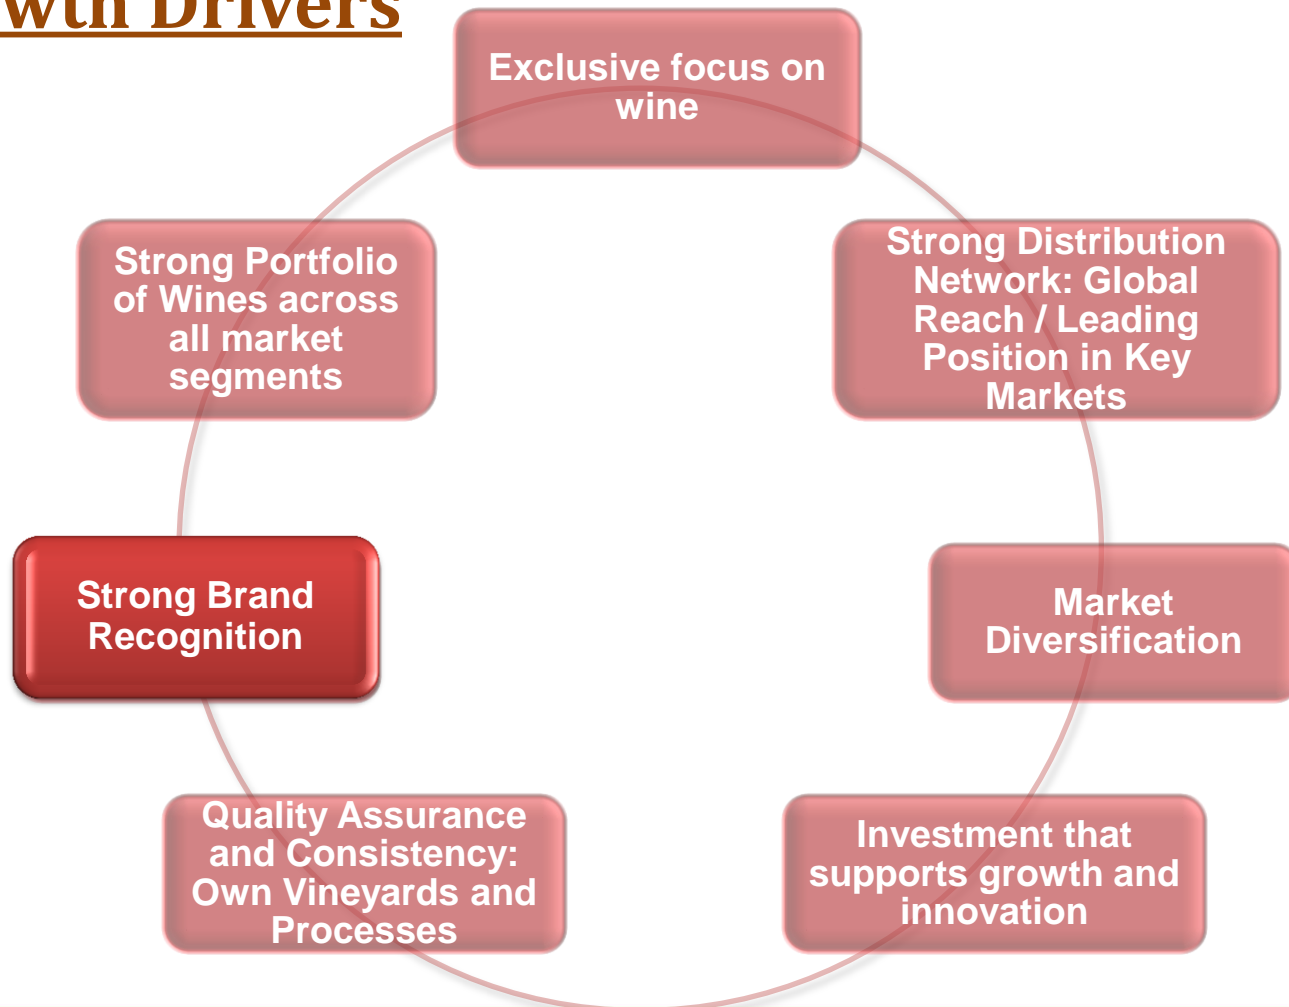 wth Drivers
Exclusive focus on
wine
Strong Distribution
Network: Global
Reach / Leading
Position in Key
Markets
Market
Diversification
Investment that
supports growth and
innovation
Quality Assurance
and Consistency:
Own Vineyards and
Processes
Strong Brand
Recognition
Strong Portfolio
of Wines across
all market
segments